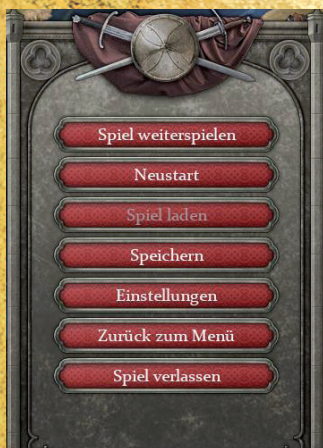 Spiel weiterspielen
Neustart
Spiel laden
Speichern
Einstellungen
Zurück zum Menü
Spiel verlassen